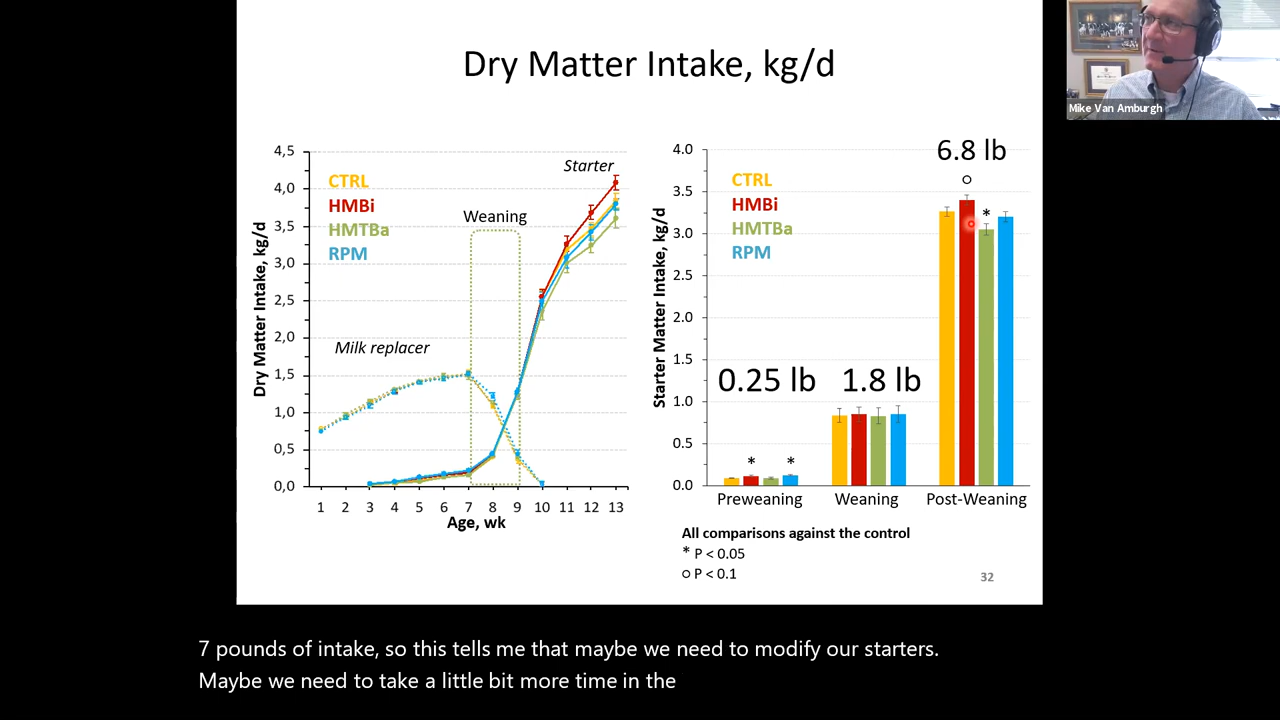 Dry Matter Intake, kg/d
Mike Van Amburgh
Dry Matter Intake, kg/d
4,5
4,0
3,5
3,0
2,5
2,0
1,5
1,0
0,5
0,0
CTRL
HMBi
HMTBa
RPM
Starter
Weaning
Milk replacer
1 2 3 4 5 6 7 8 9 10 11 12 13
Age, wk
Starter Matter Intake, kg/d
4.0
3.5
3.0
2.5
2.0
1.5
1.0
0.5
0.0
CTRL
HMBi
HMTBa
RPM
6.8 lb
*
0.25 lb 1.8 lb
* *
Preweaning Weaning Post-Weaning
All comparisons against the control
* P < 0.05
○ P < 0.1
32
7 pounds of intake, so this tells me that maybe we need to modify our starters.
Maybe we need to take a little bit more time in the